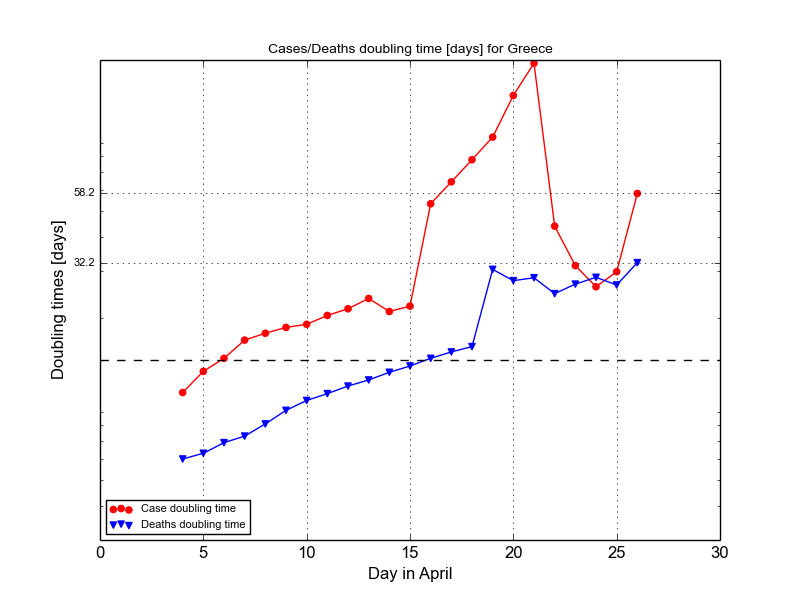 Cases/Deaths doubling time [days] for Greece
Doubling times [days]
58.2
32.2
Case doubling time
Deaths doubling time
0 5 10 15 20 25 30
Day in April